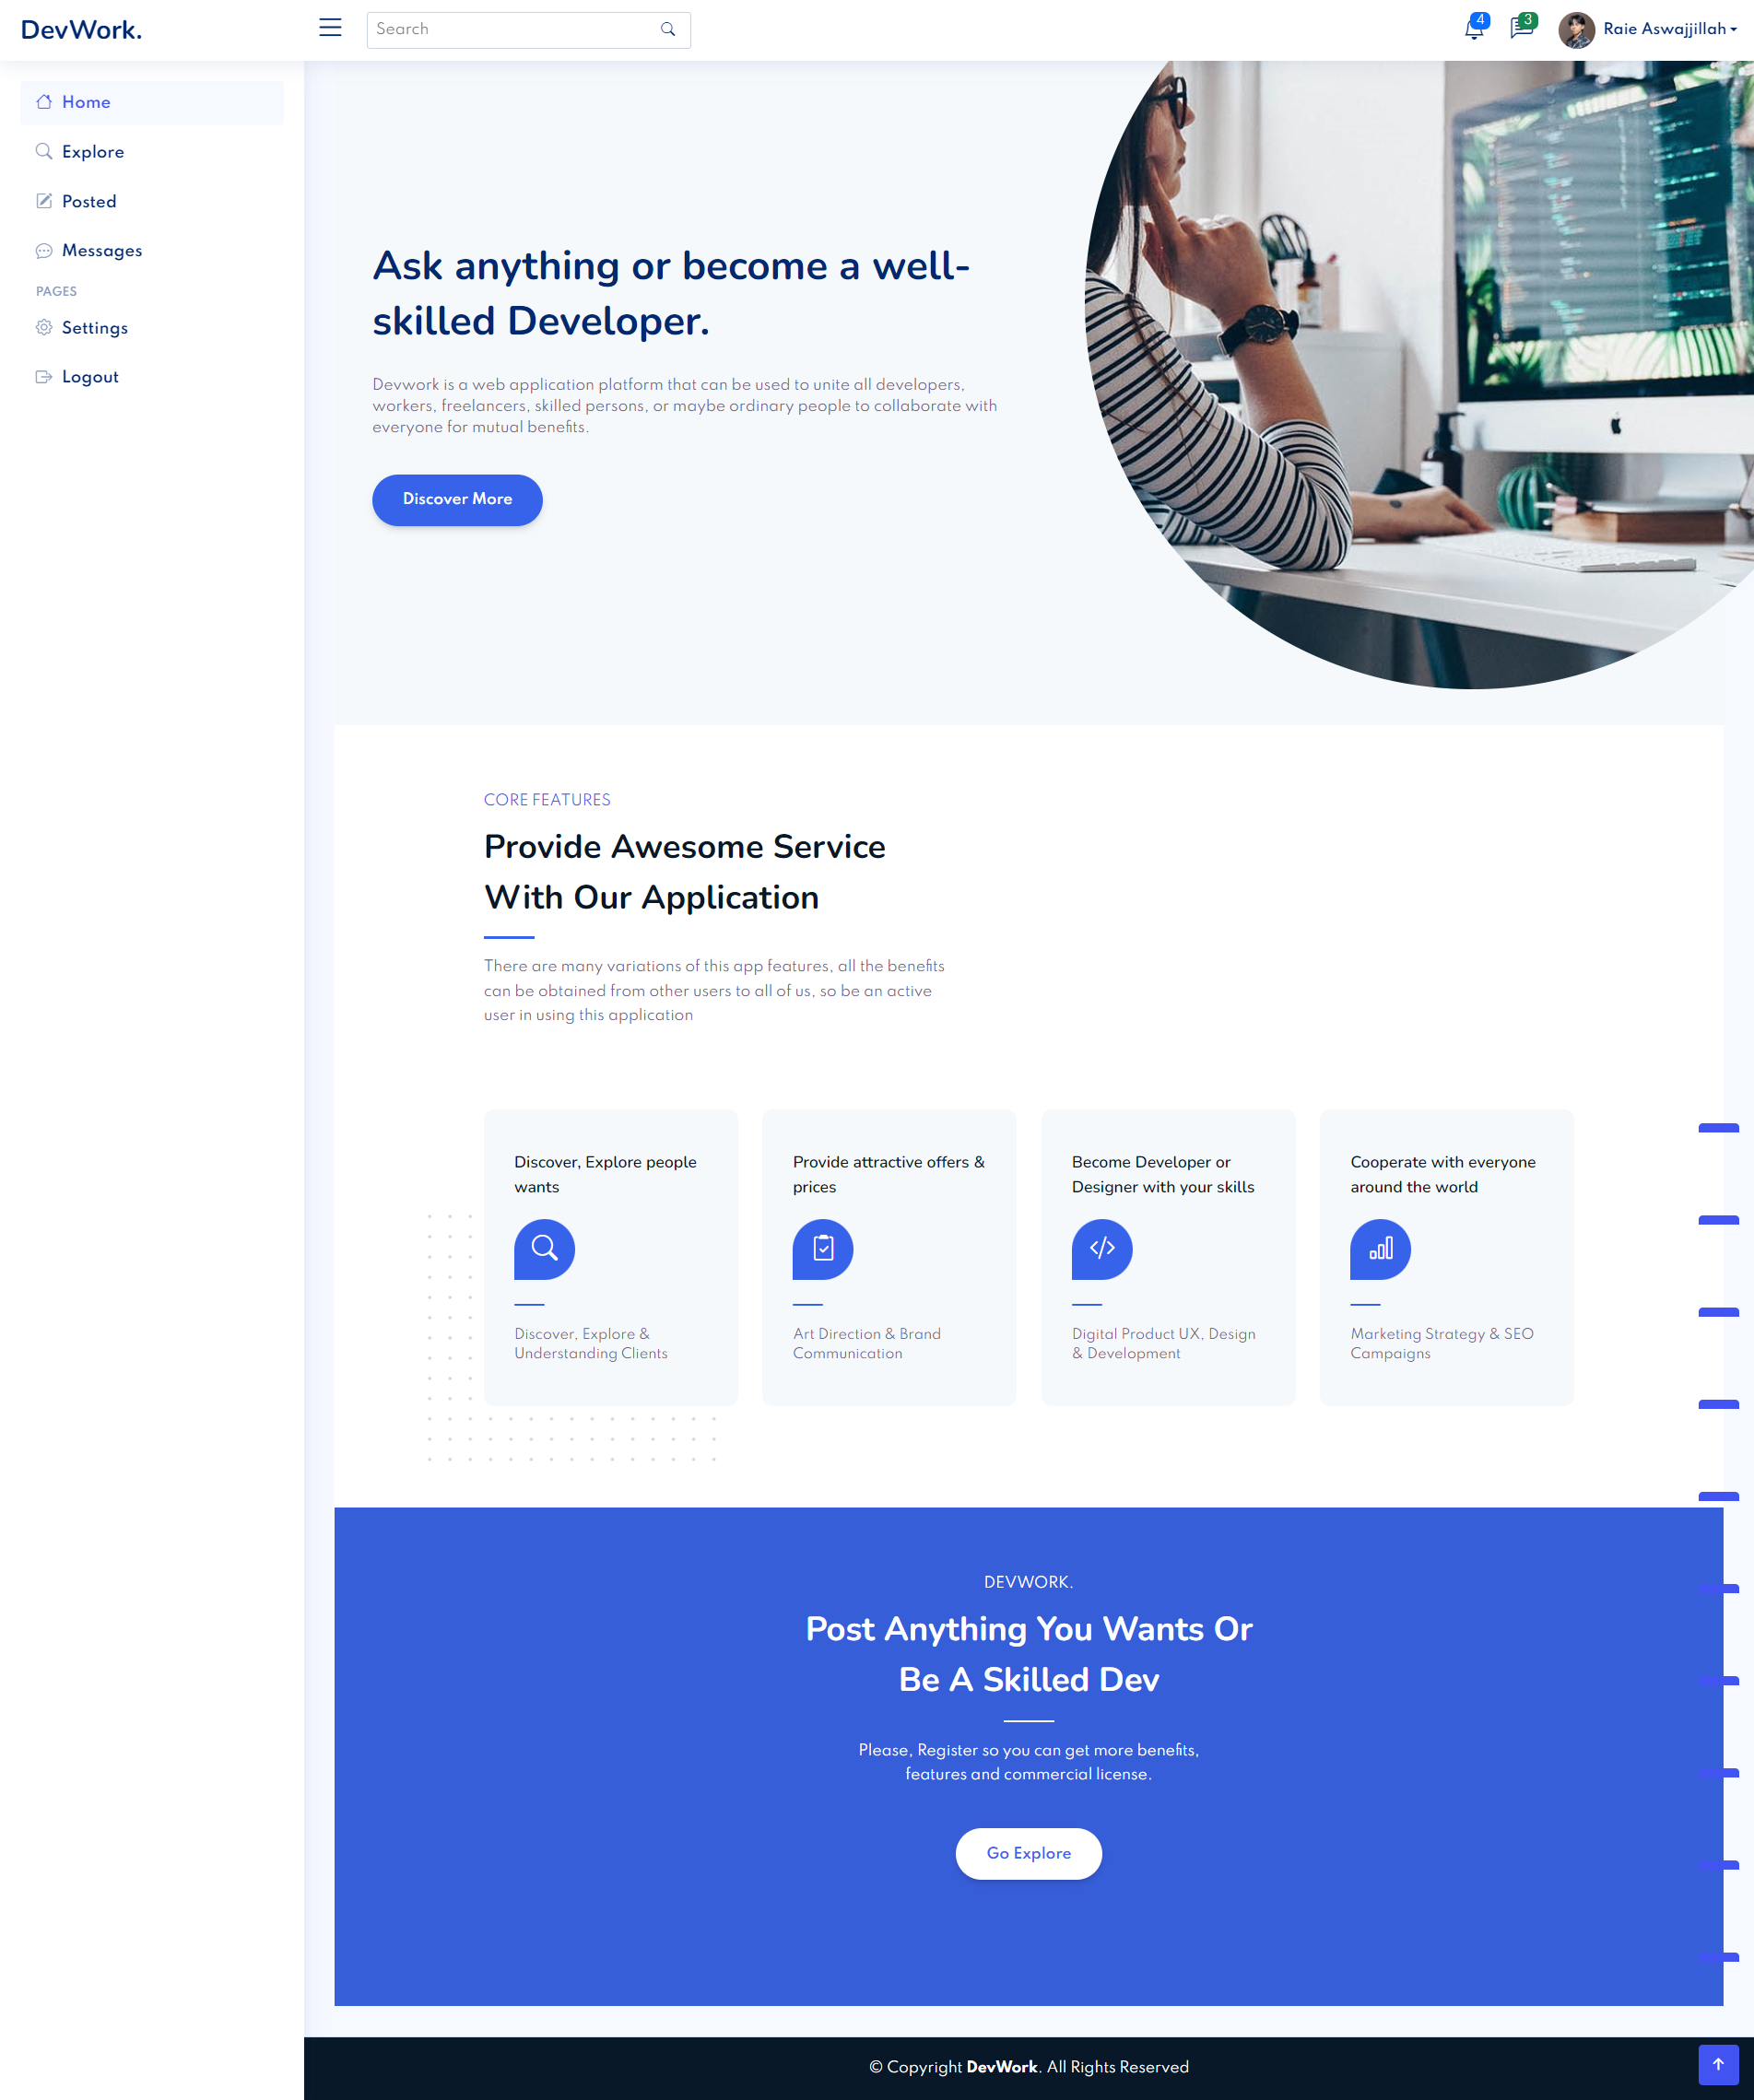 DevWork.
Search
4
3
Raie Aswajjillah
Home
Explore
Posted
Messages
PAGES
Settings
Logout
Ask anything or become a well-
skilled Developer.
Devwork is a web application platform that can be used to unite all developers,
workers, freelancers, skilled persons, or maybe ordinary people to collaborate with
everyone for mutual benefits.
Discover More
CORE FEATURES
Provide Awesome Service
With Our Application
There are many variations of this app features, all the benefits
can be obtained from other users to all of us, so be an active
user in using this application
Discover, Explore people
wants
Discover, Explore &
Understanding Clients
Provide attractive offers &
prices
Art Direction & Brand
Communication
Become Developer or
Designer with your skills
Digital Product UX, Design
& Development
Cooperate with everyone
around the world
Marketing Strategy & SEO
Campaigns
DEVWORK.
Post Anything You Wants Or
Be A Skilled Dev
Please, Register so you can get more benefits,
features and commercial license.
Go Explore
© Copyright DevWork. All Rights Reserved